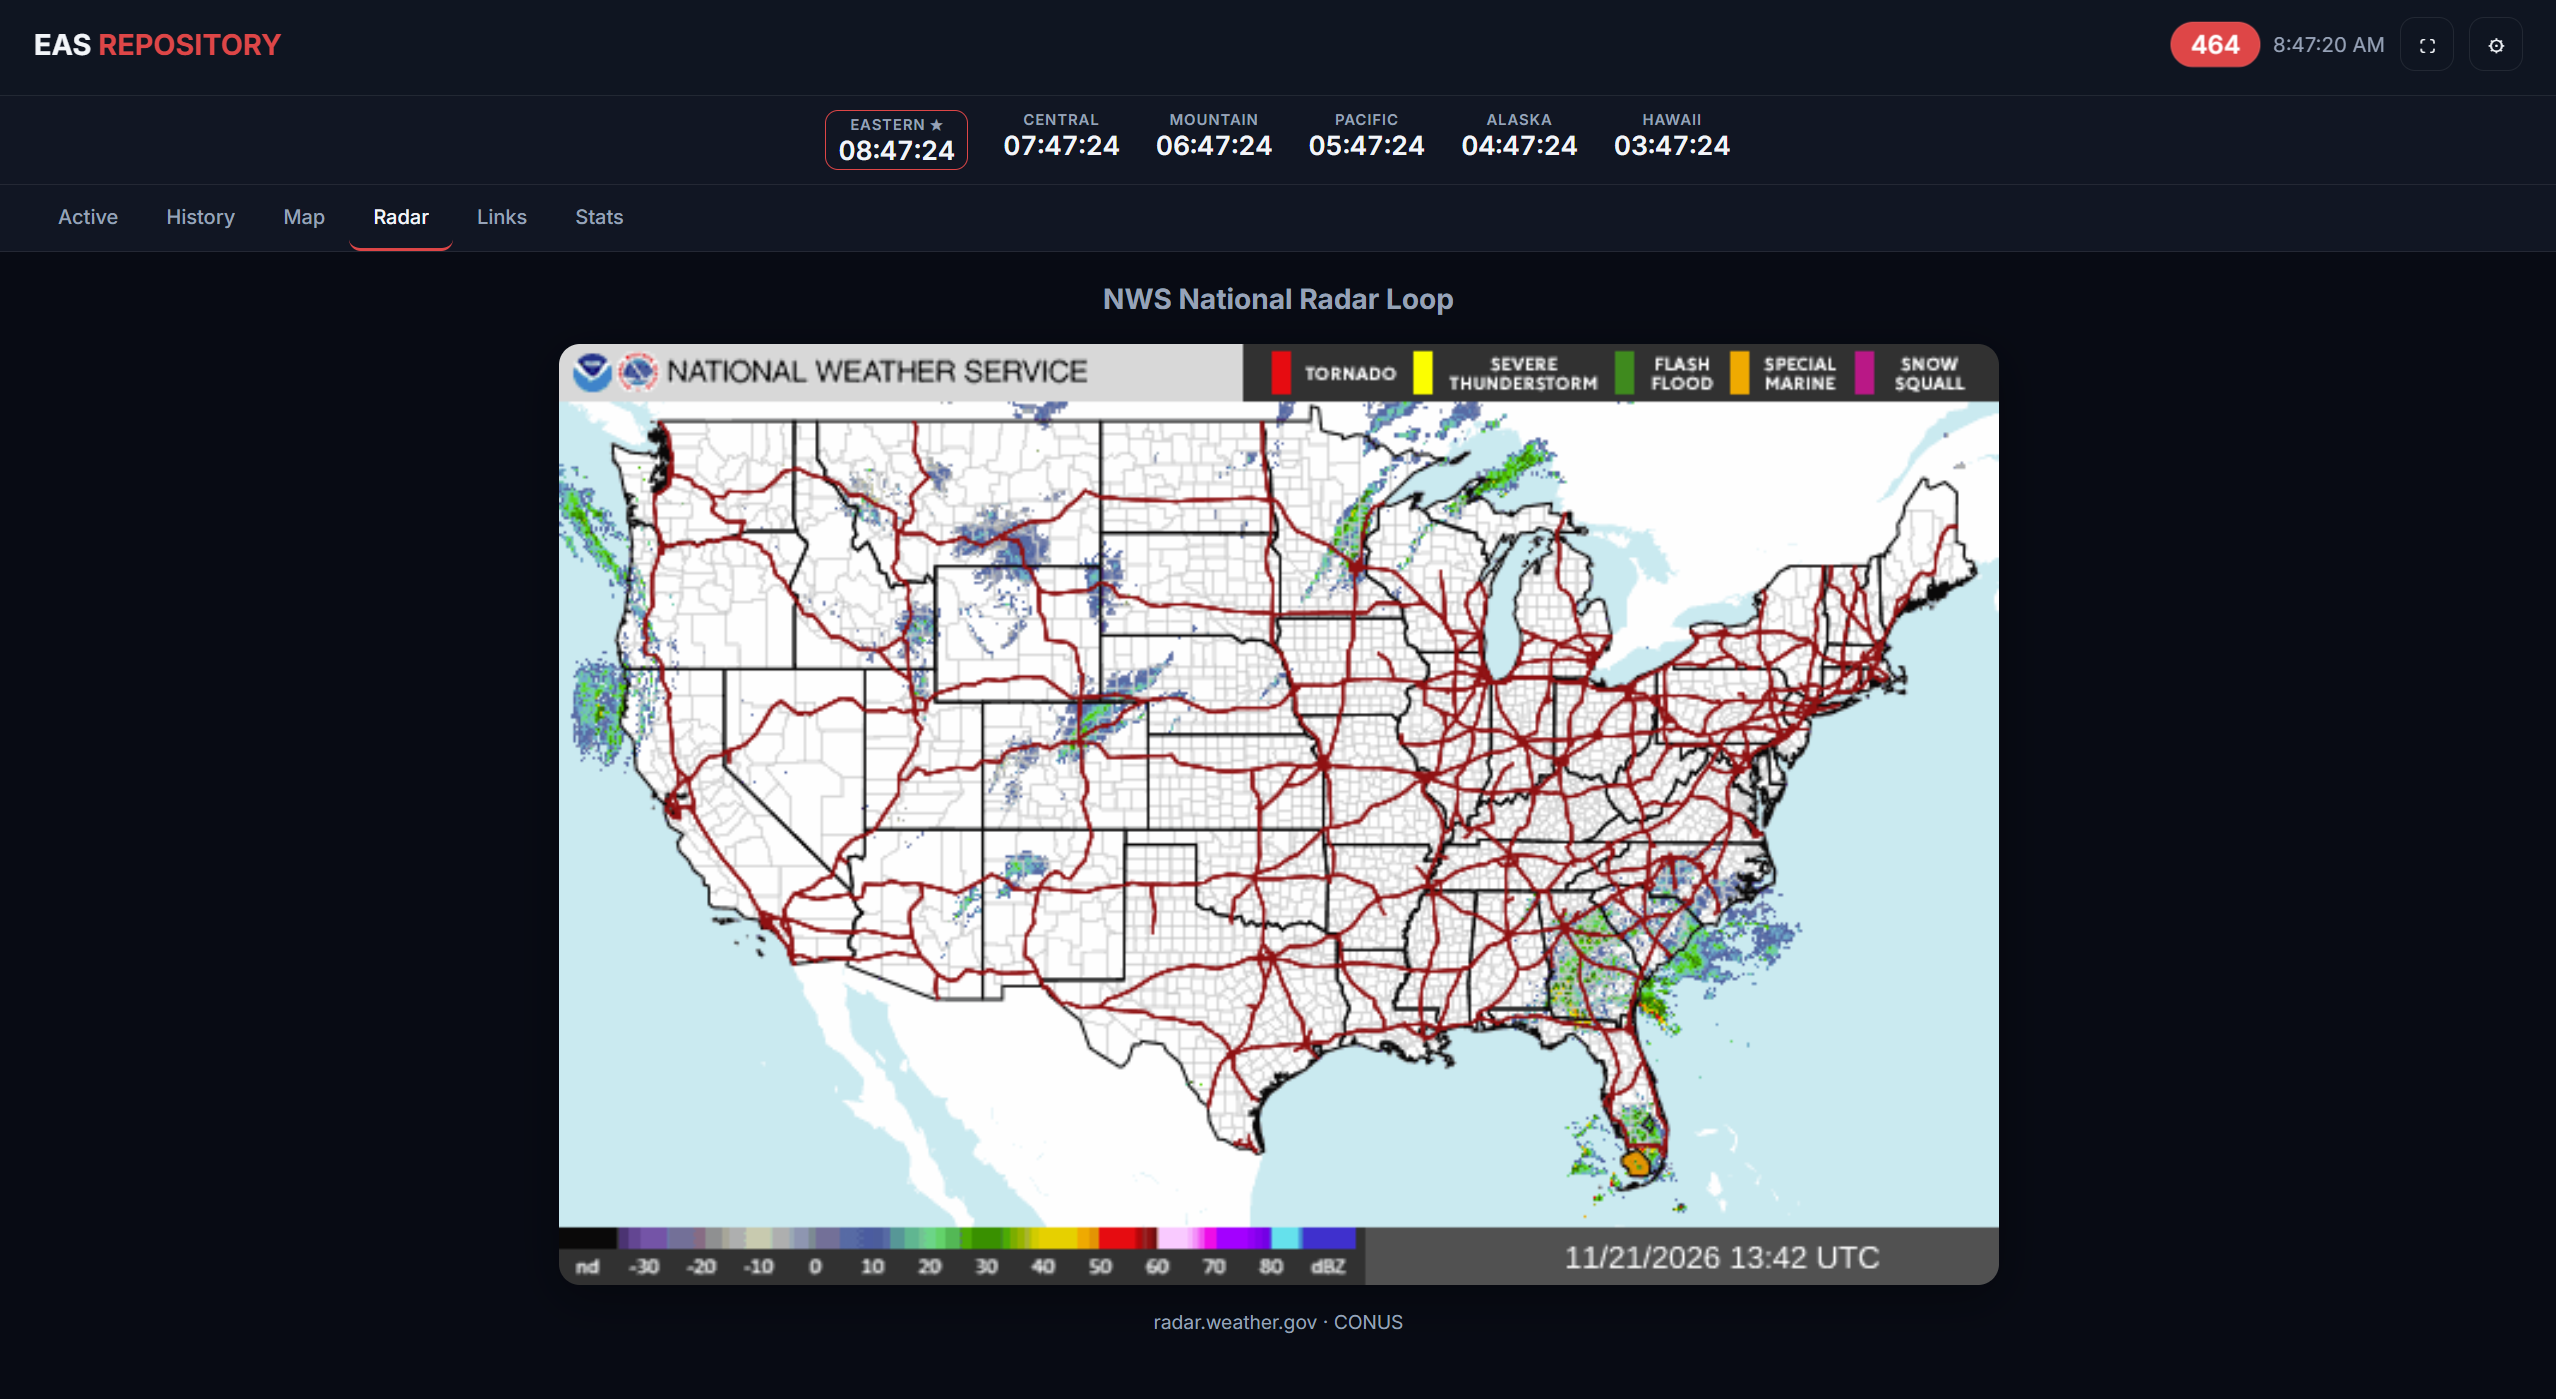 EAS REPOSITORY
464 8:47:20 AM
EASTERN ★ CENTRAL MOUNTAIN PACIFIC ALASKA HAWAII
08:47:24 07:47:24 06:47:24 05:47:24 04:47:24 03:47:24
Active History Map Radar Links Stats
NWS National Radar Loop
NATIONAL WEATHER SERVICE
TORNADO
SEVERE
THUNDERSTORM
FLASH
FLOOD
SPECIAL
MARINE
SNOW
SQUALL
nd -30 -20 -10 0 10 20 30 40 50 60 70 80 dBZ
11/21/2026 13:42 UTC
radar.weather.gov · CONUS